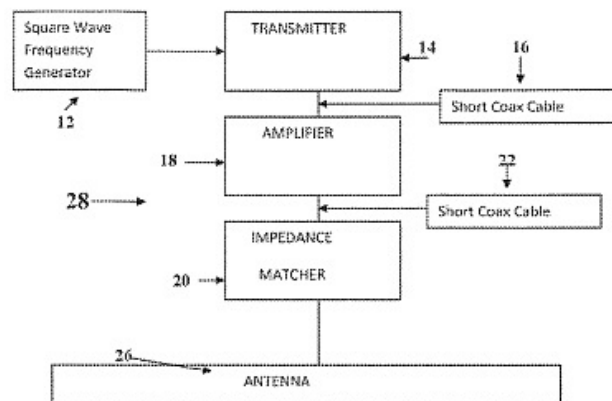 Square Wave
Frequency
Generator
12
TRANSMITTER
14
16
Short Coax Cable
AMPLIFIER
18
22
Short Coax Cable
28
IMPEDANCE
MATCHER
20
26
ANTENNA